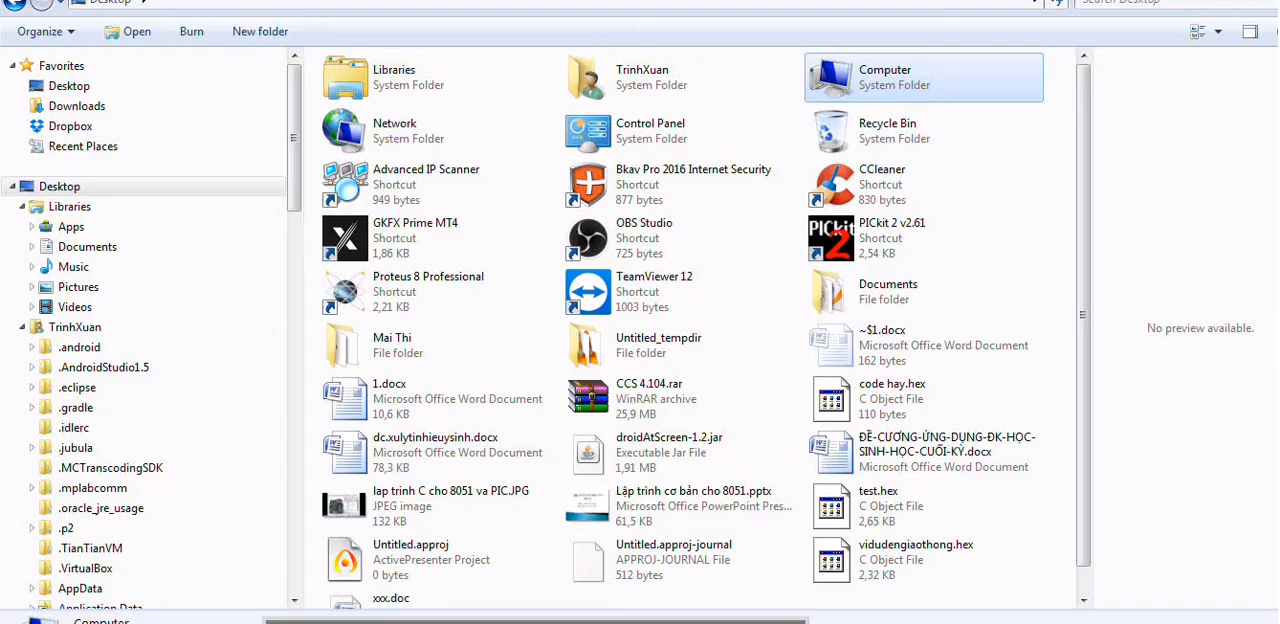 Desktop
Search Desktop
Organize
Open
Burn
New folder
Favorites
Desktop
Downloads
Dropbox
Recent Places
Desktop
Libraries
Apps
Documents
Music
Pictures
Videos
TrinhXuan
.android
.AndroidStudio1.5
.eclipse
.gradle
.idlerc
.jubula
.MCTranscodingSDK
.mplabcomm
.oracle_jre_usage
.p2
.TianTianVM
.VirtualBox
AppData
Application Data
Libraries
System Folder
TrinhXuan
System Folder
Computer
System Folder
Network
System Folder
Control Panel
System Folder
Recycle Bin
System Folder
Advanced IP Scanner
Shortcut
949 bytes
Bkav Pro 2016 Internet Security
Shortcut
877 bytes
CCleaner
Shortcut
830 bytes
GKFX Prime MT4
Shortcut
1,86 KB
OBS Studio
Shortcut
725 bytes
PICkit
2
PICkit 2 v2.61
Shortcut
2,54 KB
Proteus 8 Professional
Shortcut
2,21 KB
TeamViewer 12
Shortcut
1003 bytes
Documents
File folder
Mai Thi
File folder
Untitled_tempdir
File folder
~$1.docx
Microsoft Office Word Document
162 bytes
1.docx
Microsoft Office Word Document
10,6 KB
CCS 4.104.rar
WinRAR archive
25,9 MB
code hay.hex
C Object File
110 bytes
dc.xulytinhieuysinh.docx
Microsoft Office Word Document
78,3 KB
droidAtScreen-1.2.jar
Executable Jar File
1,91 MB
ĐỀ-CƯƠNG-ỨNG-DỤNG-ĐK-HỌC-
SINH-HỌC-CUỐI-KỲ.docx
Microsoft Office Word Document
lap trinh C cho 8051 va PIC.JPG
JPEG image
132 KB
Lập trình cơ bản cho 8051.pptx
Microsoft Office PowerPoint Pres...
61,5 KB
test.hex
C Object File
2,65 KB
Untitled.approj
ActivePresenter Project
0 bytes
Untitled.approj-journal
APPROJ-JOURNAL File
512 bytes
vidudengiaothong.hex
C Object File
2,32 KB
xxx.doc
No preview available.
Computer